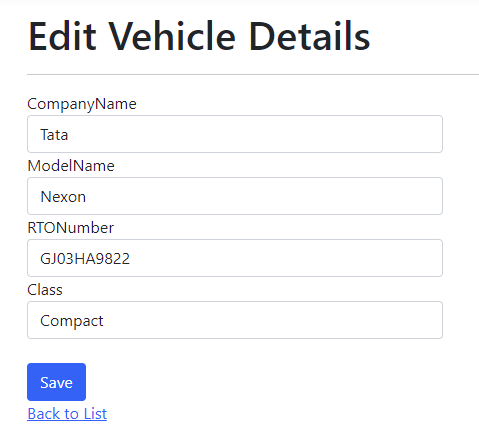 Edit Vehicle Details
CompanyName
Tata
ModelName
Nexon
RTONumber
GJ03HA9822
Class
Compact
Save
Back to List